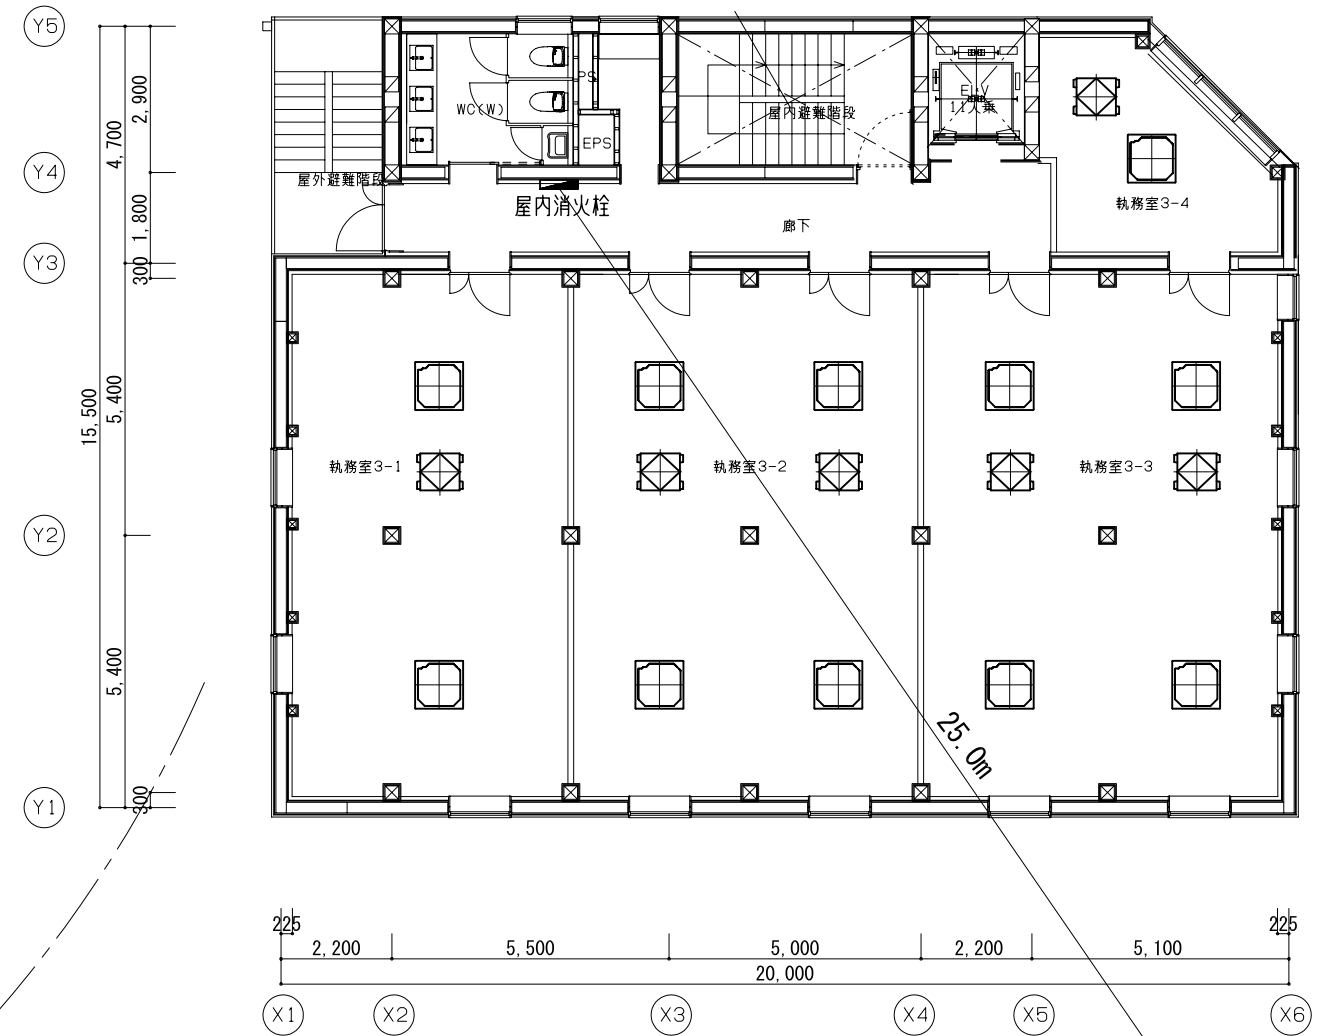 Y5
Y4
Y3
Y2
Y1
2,900
4,700
1,800
300
15,500
5,400
5,400
300
WC(W)
PS
EPS
屋内避難階段
EV
11人乗
屋外避難階段
屋内消火栓
廊下
執務室3-4
執務室3-1
執務室3-2
執務室3-3
25.0m
225
225
2,200
5,500
5,000
2,200
5,100
20,000
X1
X2
X3
X4
X5
X6